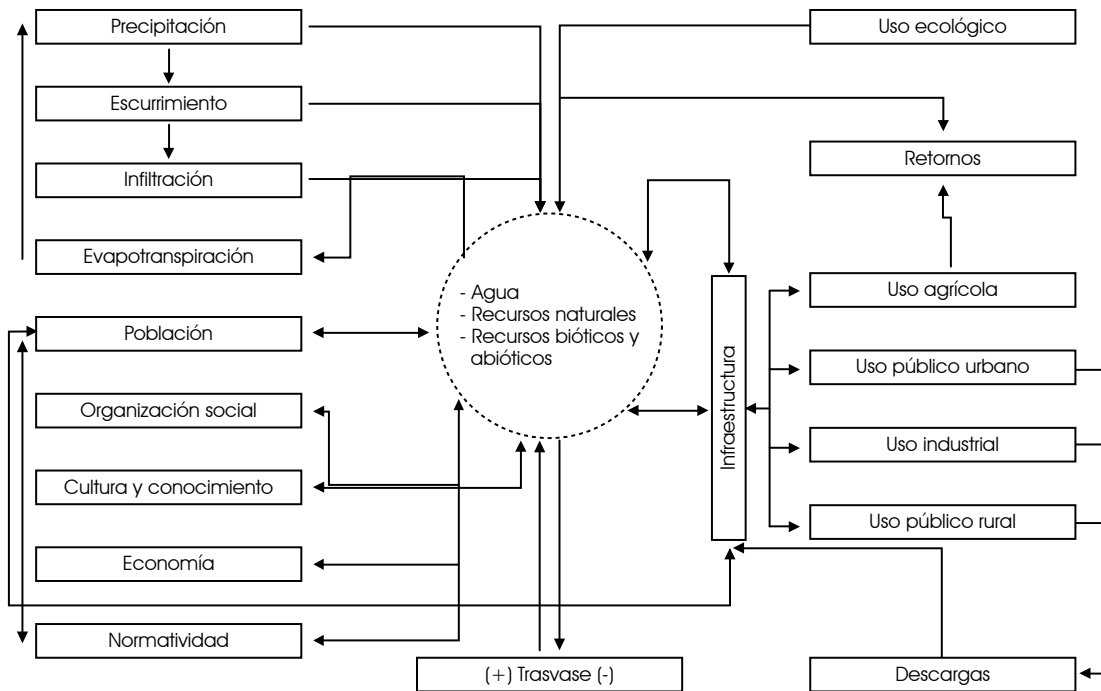 Precipitación
Escurrimiento
Infiltración
Evapotranspiración
Población
Organización social
Cultura y conocimiento
Economía
Normatividad
- Agua
- Recursos naturales
- Recursos bióticos y
abióticos
(+) Trasvase (-)
Infraestructura
Uso ecológico
Retornos
Uso agrícola
Uso público urbano
Uso industrial
Uso público rural
Descargas